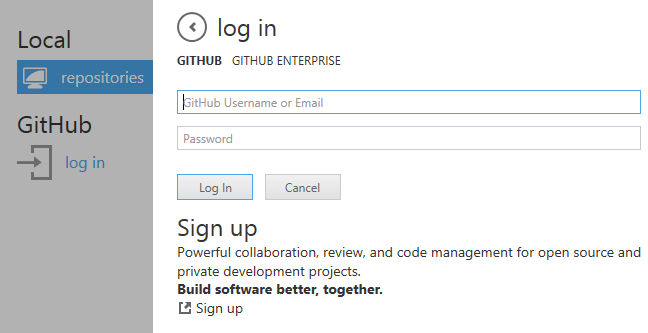 Local
repositories
GitHub
log in
log in
GITHUB GITHUB ENTERPRISE
GitHub Username or Email
Password
Log In Cancel
Sign up
Powerful collaboration, review, and code management for open source and
private development projects.
Build software better, together.
Sign up